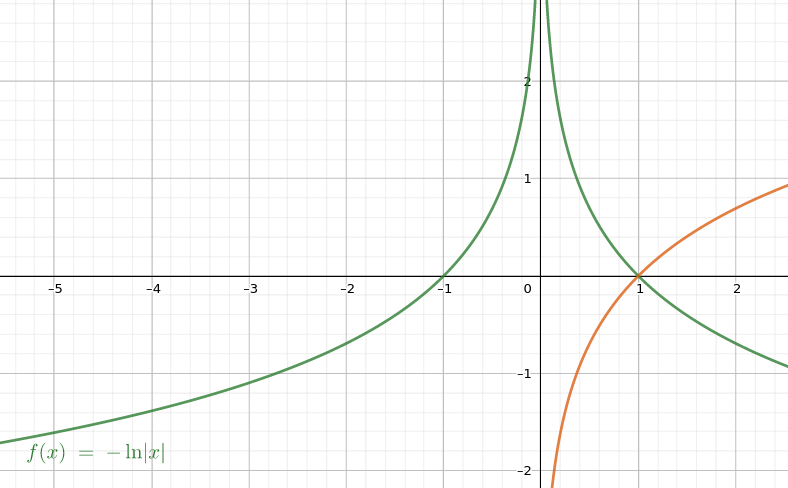 2
1
–5 –4 –3 –2 –1 0 1 2
–1
f(x) = −ln|x|
–2